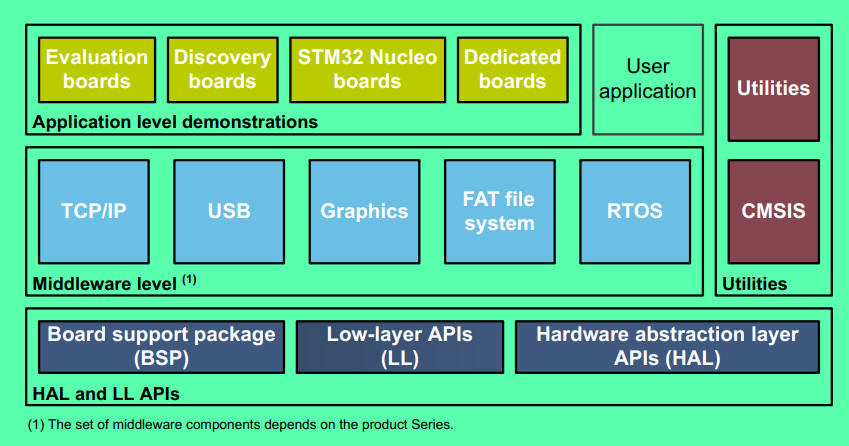 Evaluation
boards
Discovery
boards
STM32 Nucleo
boards
Dedicated
boards
Application level demonstrations
User
application
Utilities
TCP/IP
USB
Graphics
FAT file
system
RTOS
Middleware level (1)
CMSIS
Utilities
Board support package
(BSP)
Low-layer APIs
(LL)
Hardware abstraction layer
APIs (HAL)
HAL and LL APIs
(1) The set of middleware components depends on the product Series.